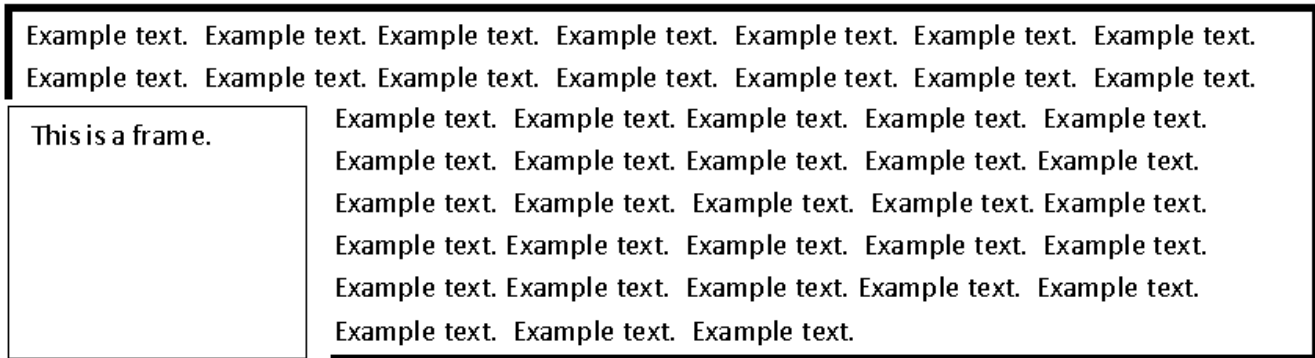 Example text.  Example text. Example text.  Example text.  Example text.  Example text.  Example text.
Example text.  Example text. Example text.  Example text.  Example text.  Example text.  Example text.
This is a frame.
Example text.  Example text. Example text.  Example text.  Example text.
Example text.  Example text.  Example text.  Example text. Example text.
Example text.  Example text.  Example text.  Example text. Example text.
Example text. Example text.  Example text.  Example text.  Example text.
Example text. Example text.  Example text. Example text.  Example text.
Example text.  Example text.  Example text.